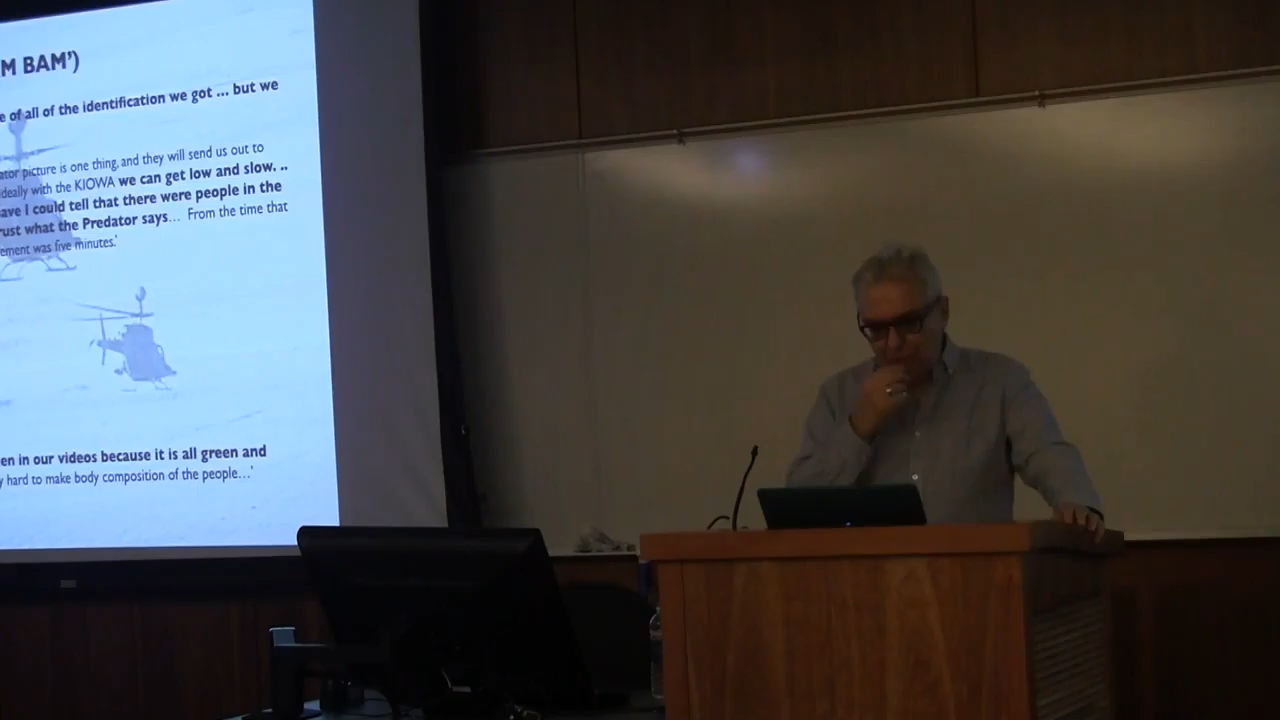 M BAM')
e of all of the identification we got ... but we
ator picture is one thing, and they will send us out to
deally with the KIOWA we can get low and slow. ..
ave I could tell that there were people in the
rust what the Predator says... From the time that
ement was five minutes.'
en in our videos because it is all green and
y hard to make body composition of the people...'